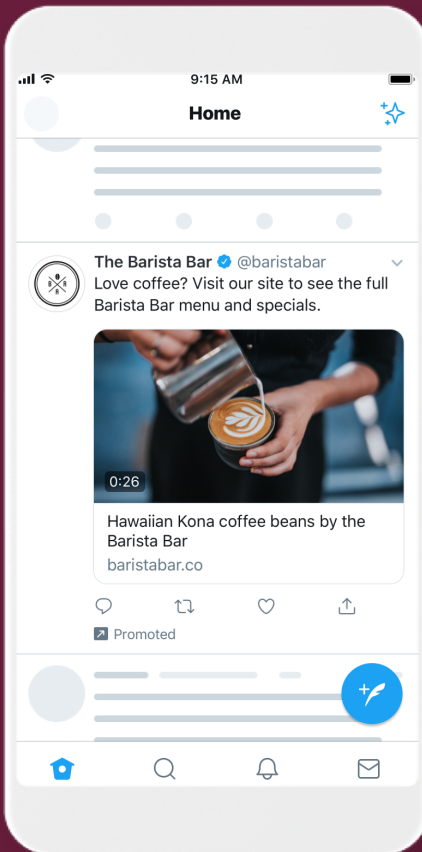 9:15 AM
Home
The Barista Bar @baristabar
Love coffee? Visit our site to see the full
Barista Bar menu and specials.
0:26
Hawaiian Kona coffee beans by the
Barista Bar
baristabar.co
Promoted